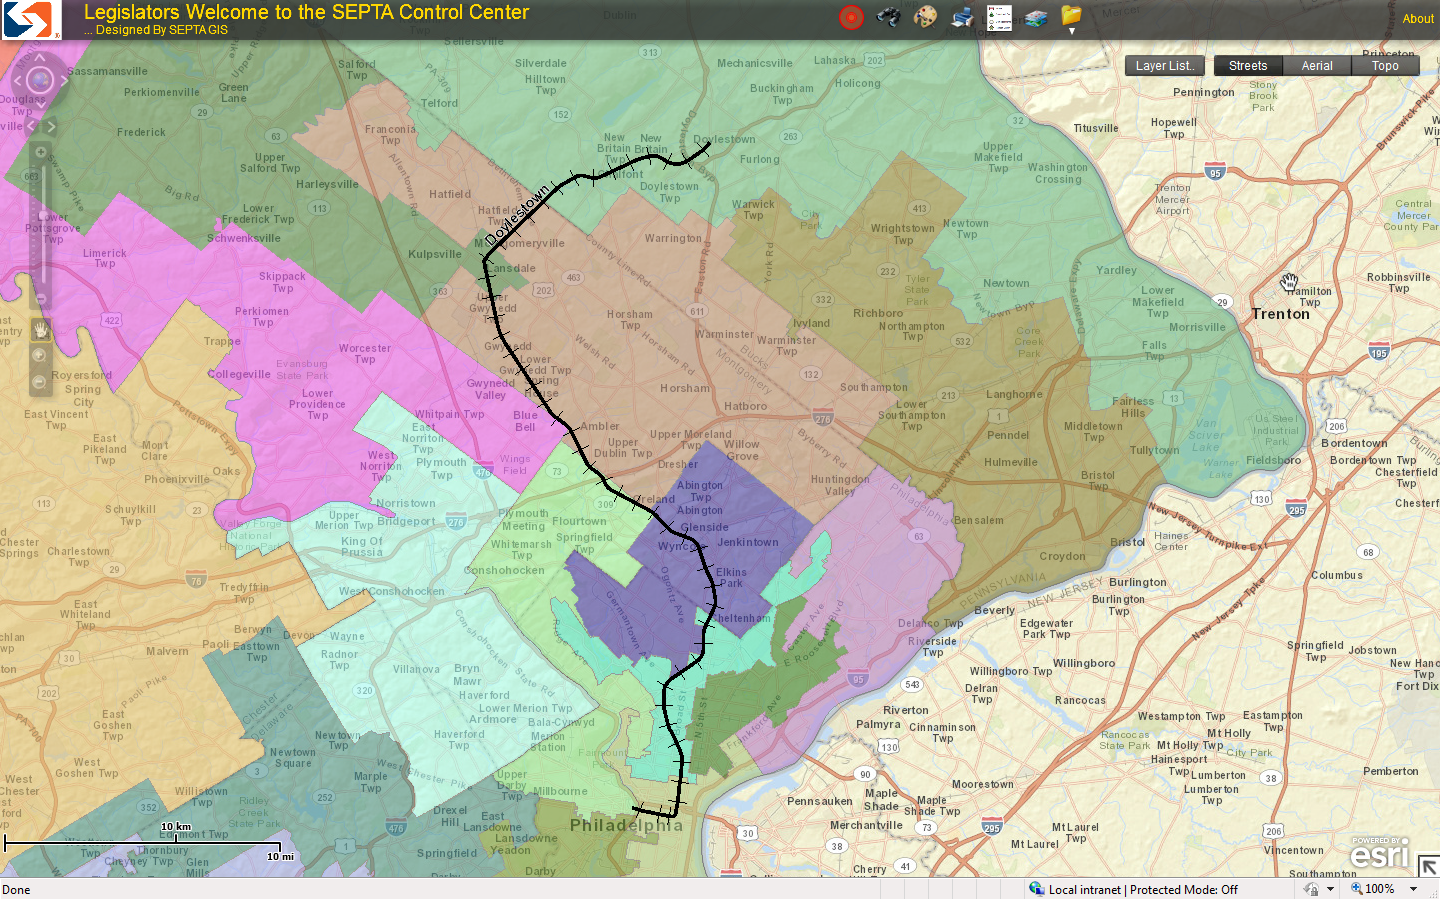 Legislators Welcome to the SEPTA Control Center
... Designed By SEPTA GIS
About
Layer List..
Streets
Aerial
Topo
Dublin
Sellersville
Silverdale
Hilltown
Twp
Mechanicsville
Lahaska
Holicong
Buckingham
Twp
Mercer
Princeton
Pennington
Stony
Brook
Park
Titusville
Hopewell
Twp
Sassamansville
Perkiomenville
Green
Lane
Salford
Twp
PA-309
Telford
Frederick
Upper
Salford Twp
Franconia
Twp
New
Britain
Twp
New
Britain
Doylestown
Furlong
Doylestown
Twp
Upper
Makefield
Twp
Washington
Crossing
Trenton
Mercer
Airport
Central
Mercer
County Par
Harleysville
Big Rd
Swamp Pike
Allentown Rd
Hatfield
Lower
Pottsgrove
Twp
Lower
Frederick Twp
Schwenksville
Limerick
Twp
Kulpsville
Montgomeryville
Lansdale
Doylestown
Warrington
Warwick
Twp
City
Park
Wrightstown
Twp
Newtown
Twp
Newtown
Yardley
Lower
Makefield
Twp
Morrisville
Hamilton
Twp
Trenton
Robbinsville
Twp
Skippack
Twp
Perkiomen
Twp
Trappe
Worcester
Twp
Collegeville
Evansburg
State Park
Lower
Providence
Twp
Upper
Gwynedd
Twp
County Line Rd
Easton Rd
York Rd
Tyler
State
Park
Newtown Byp
Horsham
Twp
Warminster
Warminster
Twp
Ivyland
Richboro
Northampton
Twp
Core
Creek
Park
Falls
Twp
Gwynedd
Lower
Gwynedd Twp
Spring
House
Welsh Rd
Horsham Rd
Bucks
Montgomery
Gwynedd
Valley
Horsham
Hatboro
Southampton
Lower
Southampton
Twp
Langhorne
Fairless
Hills
Van
Sciver
Lake
Warner
Lake
US Steel
Industrial
Park
Royersford
Spring
City
East Vincent
Twp
East
Pikeland
Twp
Mont
Clare
Pottstown Expy
Oaks
Phoenixville
Whitpain Twp
Blue
Bell
East
Norriton
Twp
West
Norriton
Twp
Plymouth
Twp
Wings
Field
Ambler
Upper
Dublin Twp
Upper Moreland
Twp
Willow
Grove
Dresher
Byberry Rd
Huntingdon
Valley
Penndel
Hulmeville
Middletown
Twp
Tullytown
Bristol
Twp
Fieldsboro
Bordentown
Bordentown Twp
Chesterfield
Twp
Norristown
Bridgeport
Upper
Merion Twp
King Of
Prussia
Valley Forge
National
Historic Park
Schuylkill
Twp
Charlestown
Twp
Plymouth
Meeting
Flourtown
Springfield
Twp
Whitemarsh
Twp
Conshohocken
Abington
Twp
Abington
Glenside
Wyncote
Jenkintown
Elkins
Park
Cheltenham
Philadelphia
Lincoln Hwy
Bensalem
Croydon
Bristol
New Jersey Turnpike Ext
New Jersey Tpke
Haines
Center
Columbus
Burlington
Burlington
Twp
PENNSYLVANIA
NEW JERSEY
Beverly
Edgewater
Park Twp
Delanco Twp
Riverside
Twp
Willingboro
Willingboro Twp
Delran
Twp
Rancocas
Springfield
Twp
Jobstown
New Hanover
Twp
Fort Dix
Tredyffrin
Twp
West Conshohocken
East
Whiteland
Twp
Berwyn
Paoli
Devon
Malvern
Easttown
Twp
Wayne
Radnor
Twp
Villanova
Bryn
Mawr
Haverford
Lower Merion Twp
Ardmore
Bala-Cynwyd
Merion
Station
Haverford
Twp
Conshohocken State Rd
Ridge Ave
Germantown
Ogontz Ave
E Roosevelt Blvd
N 5th St
Frankford Ave
Paoli Pike
East
Goshen
Twp
West
Goshen Twp
West
Chester
Chester
Delaware
Newtown
Twp
Newtown
Square
Marple
Twp
West Chester Pike
Willistown
Twp
Ridley
Creek
State Park
Upper
Darby
Twp
Millbourne
Drexel
Hill
East
Lansdowne
Lansdowne
Yeadon
Springfield
Darby
Edgmont Twp
Thornbury
Cheyney Twp
Glen
Mills
Philadelphia
Riverton
Palmyra
Cinnaminson
Twp
Westampton Twp
Eastampton
Twp
Rancocas
State Park
Mt Holly
Mt Holly Twp
City Park
Hainesport
Twp
Lumberton
Lumberton
Twp
Pemberton
Moorestown
Pennsauken
Maple
Shade
Maple
Shade Twp
Merchantville
Mt Laurel
Twp
Mt Laurel
Vincentown
Southampton
Cherry
Hill
10 km
10 mi
POWERED BY
esri
Done
Local intranet | Protected Mode: Off
100%